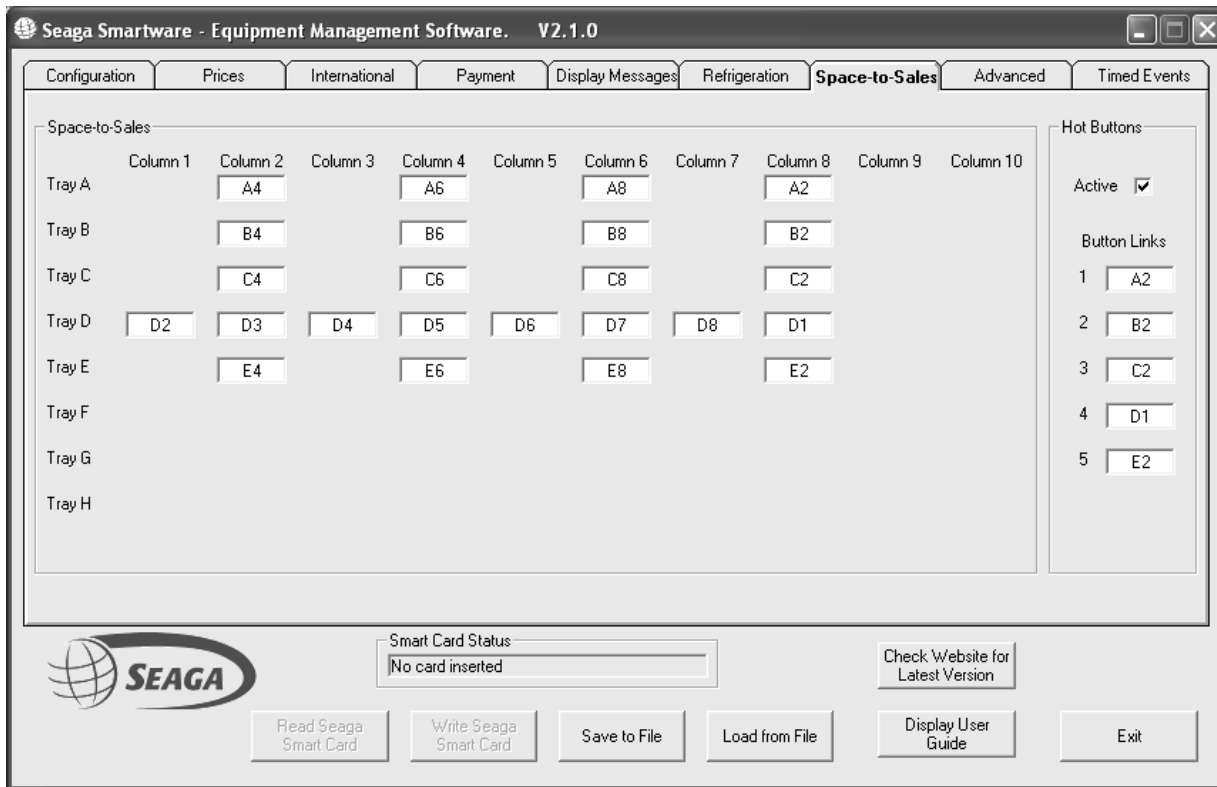 Seaga Smartware - Equipment Management Software. V2.1.0
Configuration Prices International Payment Display Messages Refrigeration Space-to-Sales Advanced Timed Events
Space-to-Sales
Column 1 Column 2 Column 3 Column 4 Column 5 Column 6 Column 7 Column 8 Column 9 Column 10
Tray A A4 A6 A8 A2
Tray B B4 B6 B8 B2
Tray C C4 C6 C8 C2
Tray D D2 D3 D4 D5 D6 D7 D8 D1
Tray E E4 E6 E8 E2
Tray F
Tray G
Tray H
Hot Buttons
Active
Button Links
1 A2
2 B2
3 C2
4 D1
5 E2
SEAGA
Smart Card Status
No card inserted
Check Website for
Latest Version
Read Seaga
Smart Card
Write Seaga
Smart Card
Save to File
Load from File
Display User
Guide
Exit